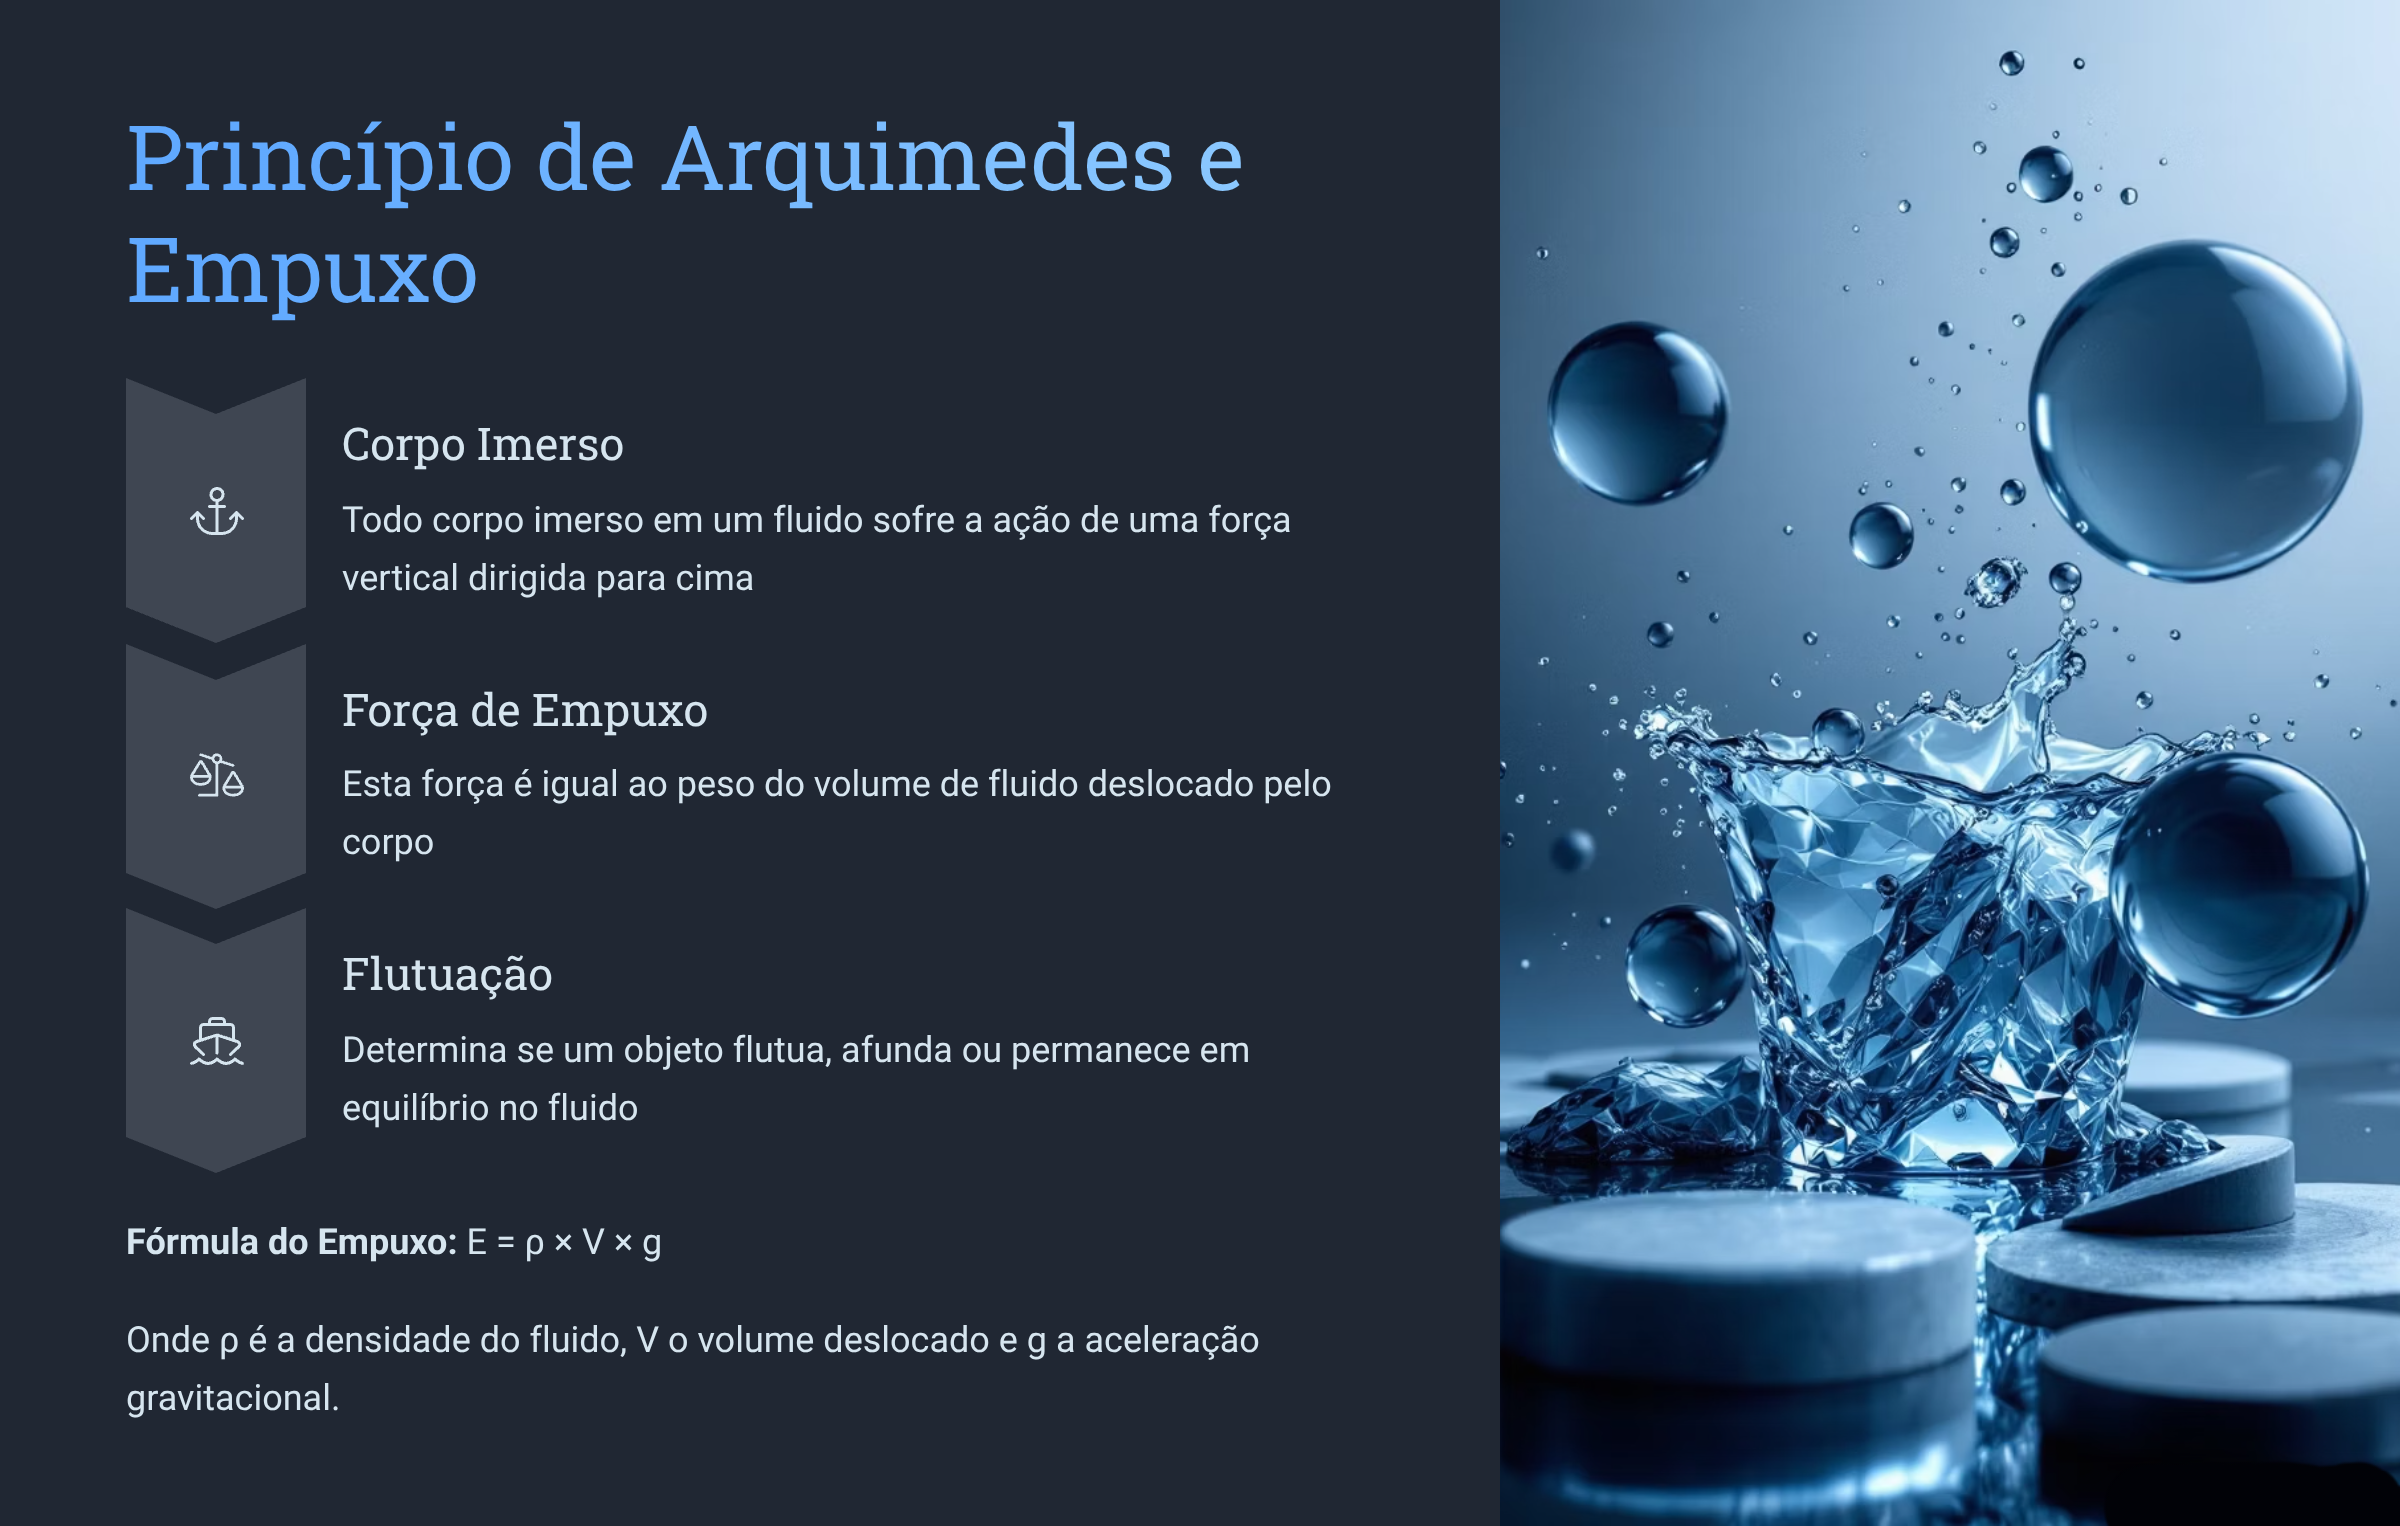 Princípio de Arquimedes e
Empuxo
Corpo Imerso
Todo corpo imerso em um fluido sofre a ação de uma força
vertical dirigida para cima
Força de Empuxo
Esta força é igual ao peso do volume de fluido deslocado pelo
corpo
Flutuação
Determina se um objeto flutua, afunda ou permanece em
equilíbrio no fluido
Fórmula do Empuxo: E = ρ × V × g
Onde ρ é a densidade do fluido, V o volume deslocado e g a aceleração
gravitacional.